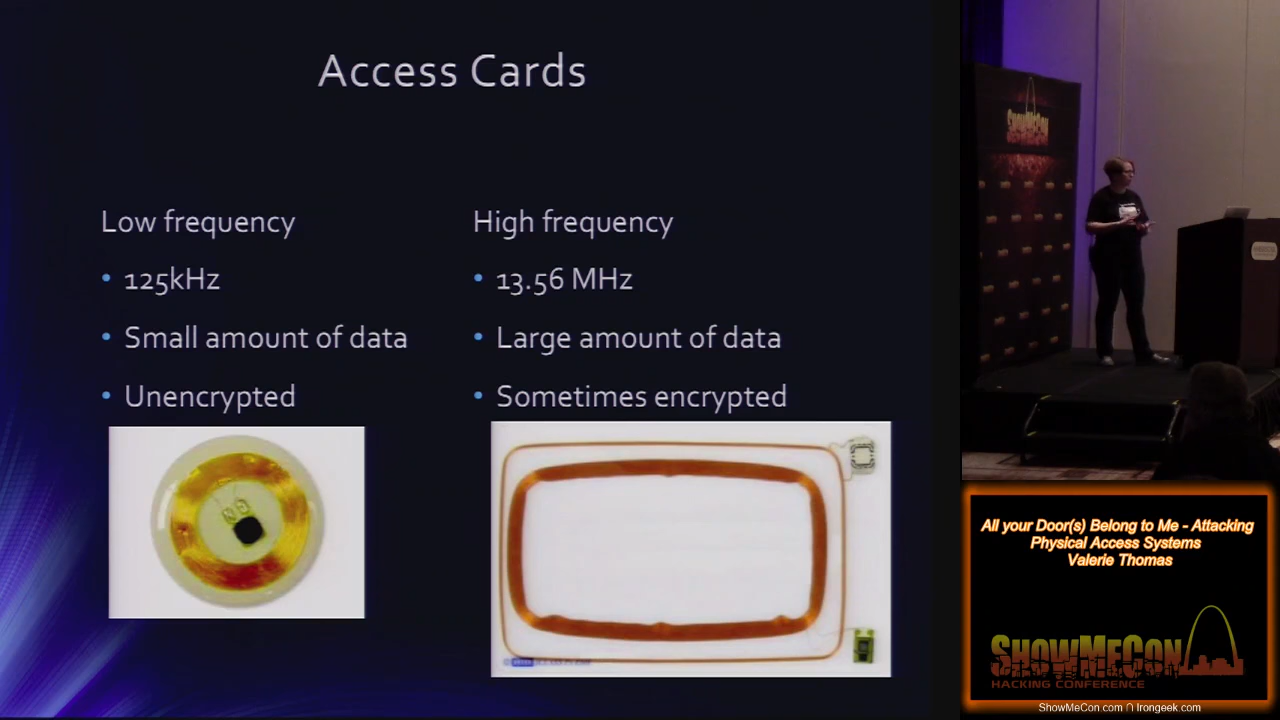 Access Cards
Low frequency
• 125kHz
• Small amount of data
• Unencrypted
High frequency
• 13.56 MHz
• Large amount of data
• Sometimes encrypted
SHOWMECON
All your Door(s) Belong to Me - Attacking
Physical Access Systems
Valerie Thomas
SHOWMECON
HACKING CONFERENCE
ShowMeCon.com ∩ Irongeek.com